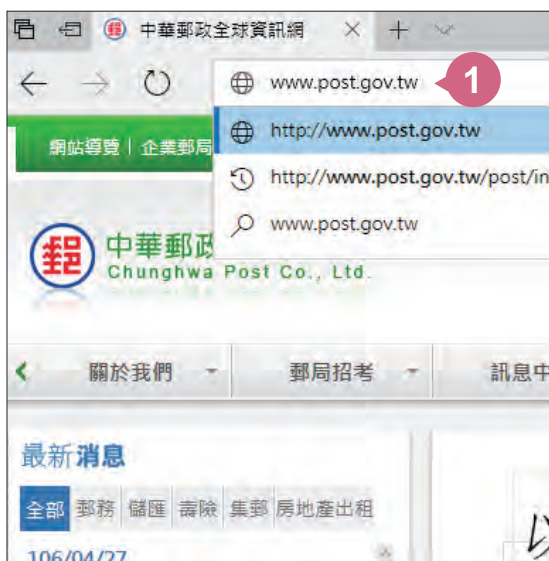 中華郵政全球資訊網
www.post.gov.tw
1
http://www.post.gov.tw
http://www.post.gov.tw/post/in
www.post.gov.tw
網站導覽 | 企業郵局
郵
中華郵政
Chunghwa Post Co., Ltd.
關於我們 郵局招考 訊息中
最新消息
全部 郵務 儲匯 壽險 集郵 房地產出租
106/04/27
以